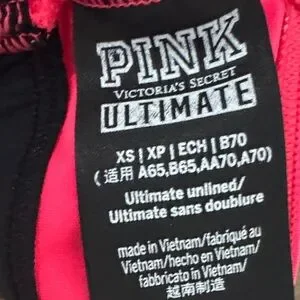 PINK
VICTORIA'S SECRET
ULTIMATE
XS | XP | ECH | B70
(适用 A65,B65,AA70,A70)
Ultimate unlined/
Ultimate sans doublure
made in Vietnam/fabriqué au
Vietnam/hecho en Vietnam/
fabbricato in Vietnam/
越南制造